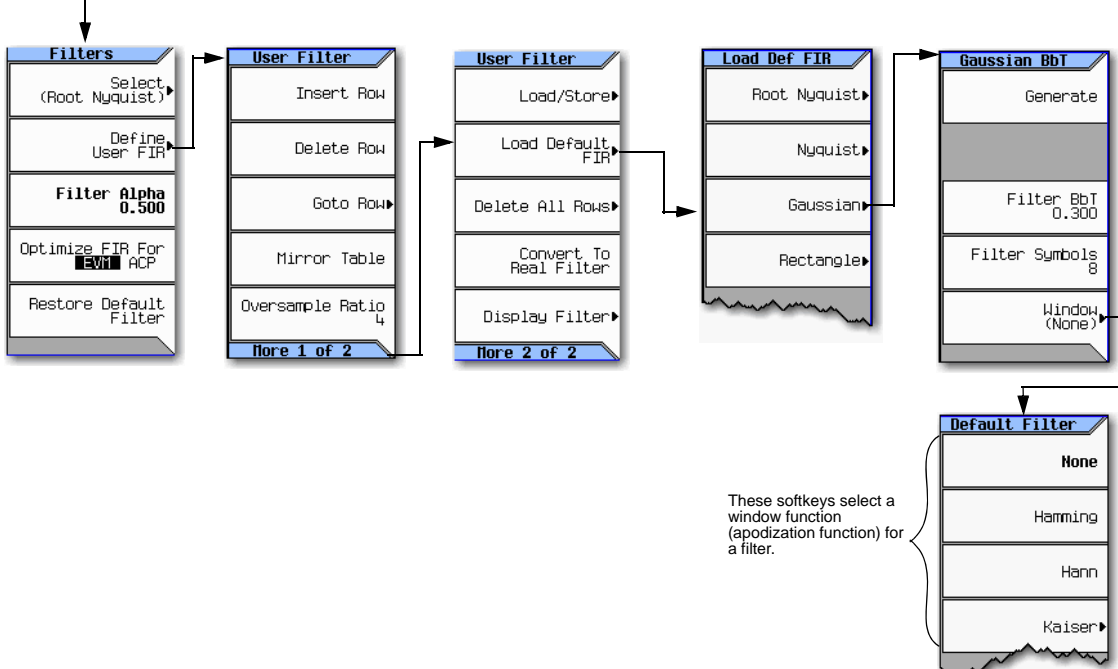 Filters
Select
(Root Nyquist)
Define
User FIR
Filter Alpha
0.500
Optimize FIR For
EVM ACP
Restore Default
Filter
User Filter
Insert Row
Delete Row
Goto Row
Mirror Table
Oversample Ratio
4
More 1 of 2
User Filter
Load/Store
Load Default
FIR
Delete All Rows
Convert To
Real Filter
Display Filter
More 2 of 2
Load Def FIR
Root Nyquist
Nyquist
Gaussian
Rectangle
Gaussian BbT
Generate
Filter BbT
0.300
Filter Symbols
8
Window
(None)
Default Filter
None
Hamming
Hann
Kaiser
These softkeys select a
window function
(apodization function) for
a filter.